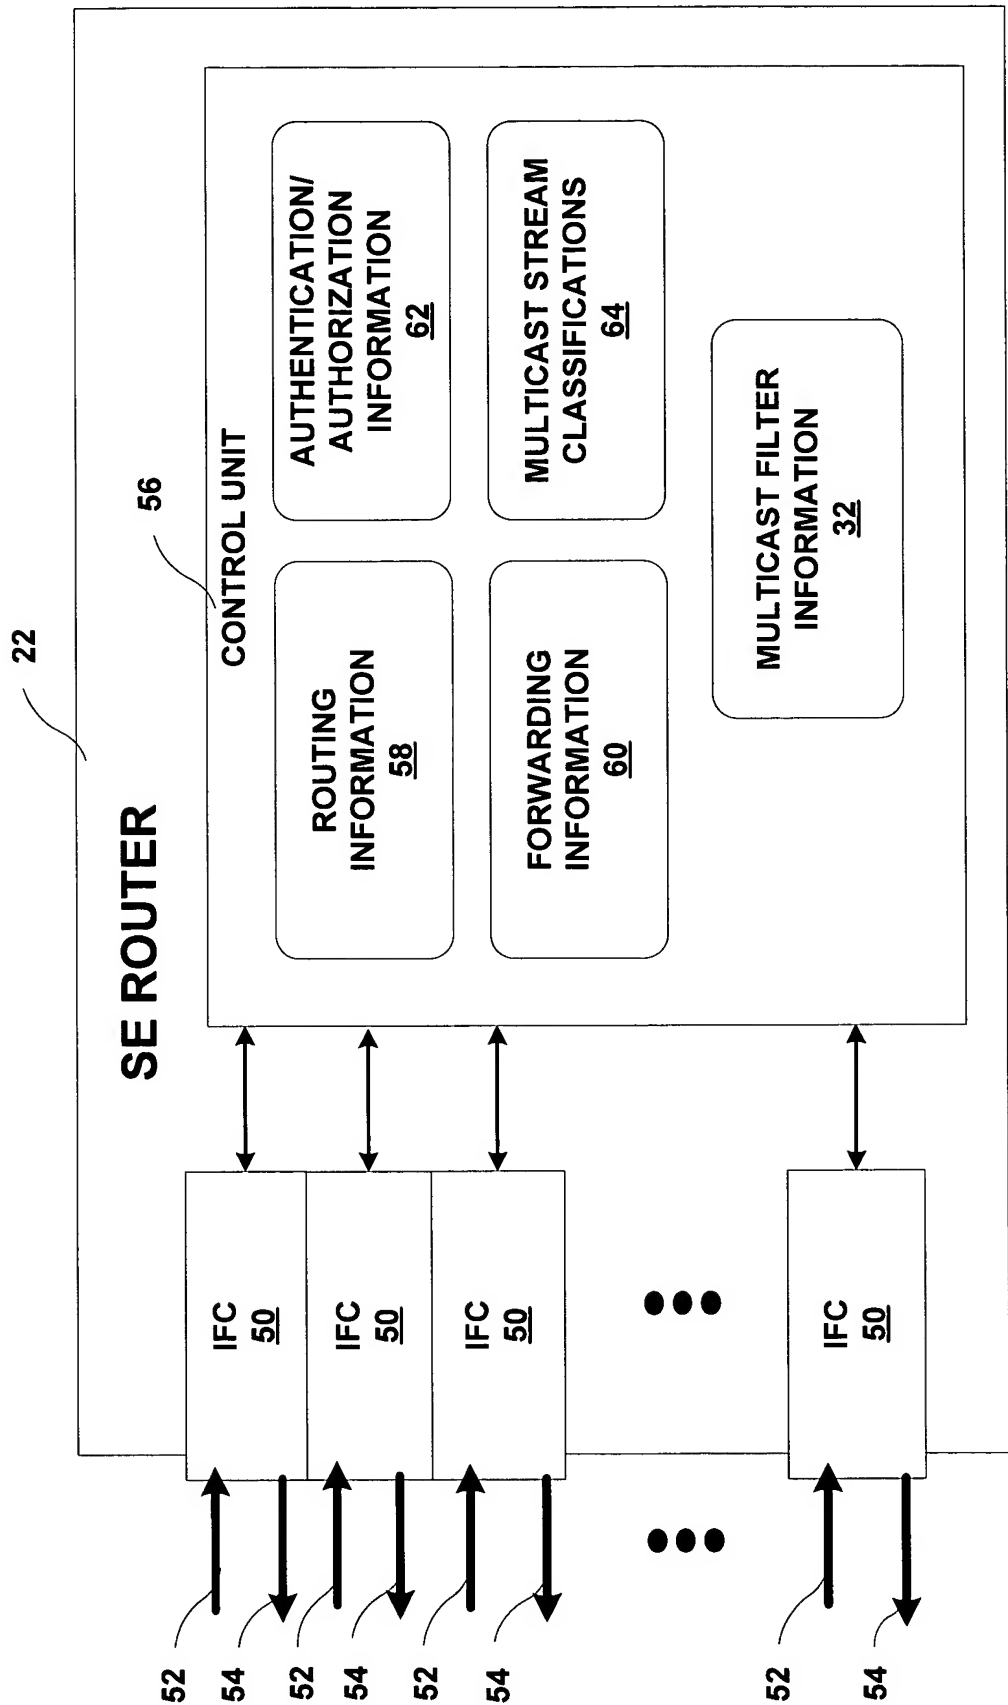 22
SE ROUTER
56
CONTROL UNIT
ROUTING
INFORMATION
58
AUTHENTICATION/
AUTHORIZATION
INFORMATION
62
FORWARDING
INFORMATION
60
MULTICAST STREAM
CLASSIFICATIONS
64
MULTICAST FILTER
INFORMATION
32
IFC
50
IFC
50
IFC
50
IFC
50
52
54
52
54
52
54
52
54